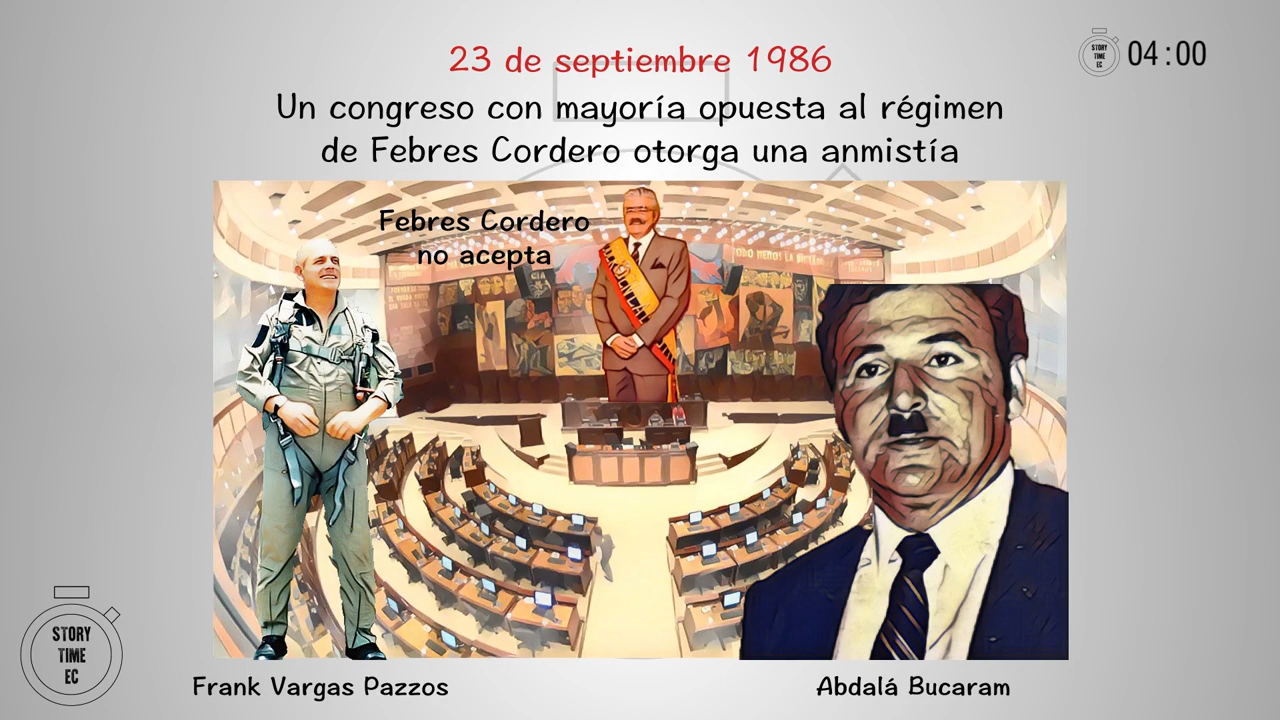 23 de septiembre 1986
STORY
TIME
EC
04:00
Un congreso con mayoría opuesta al régimen
de Febres Cordero otorga una anmistía
Febres Cordero
no acepta
STORY
TIME
EC
Frank Vargas Pazzos
Abdalá Bucaram